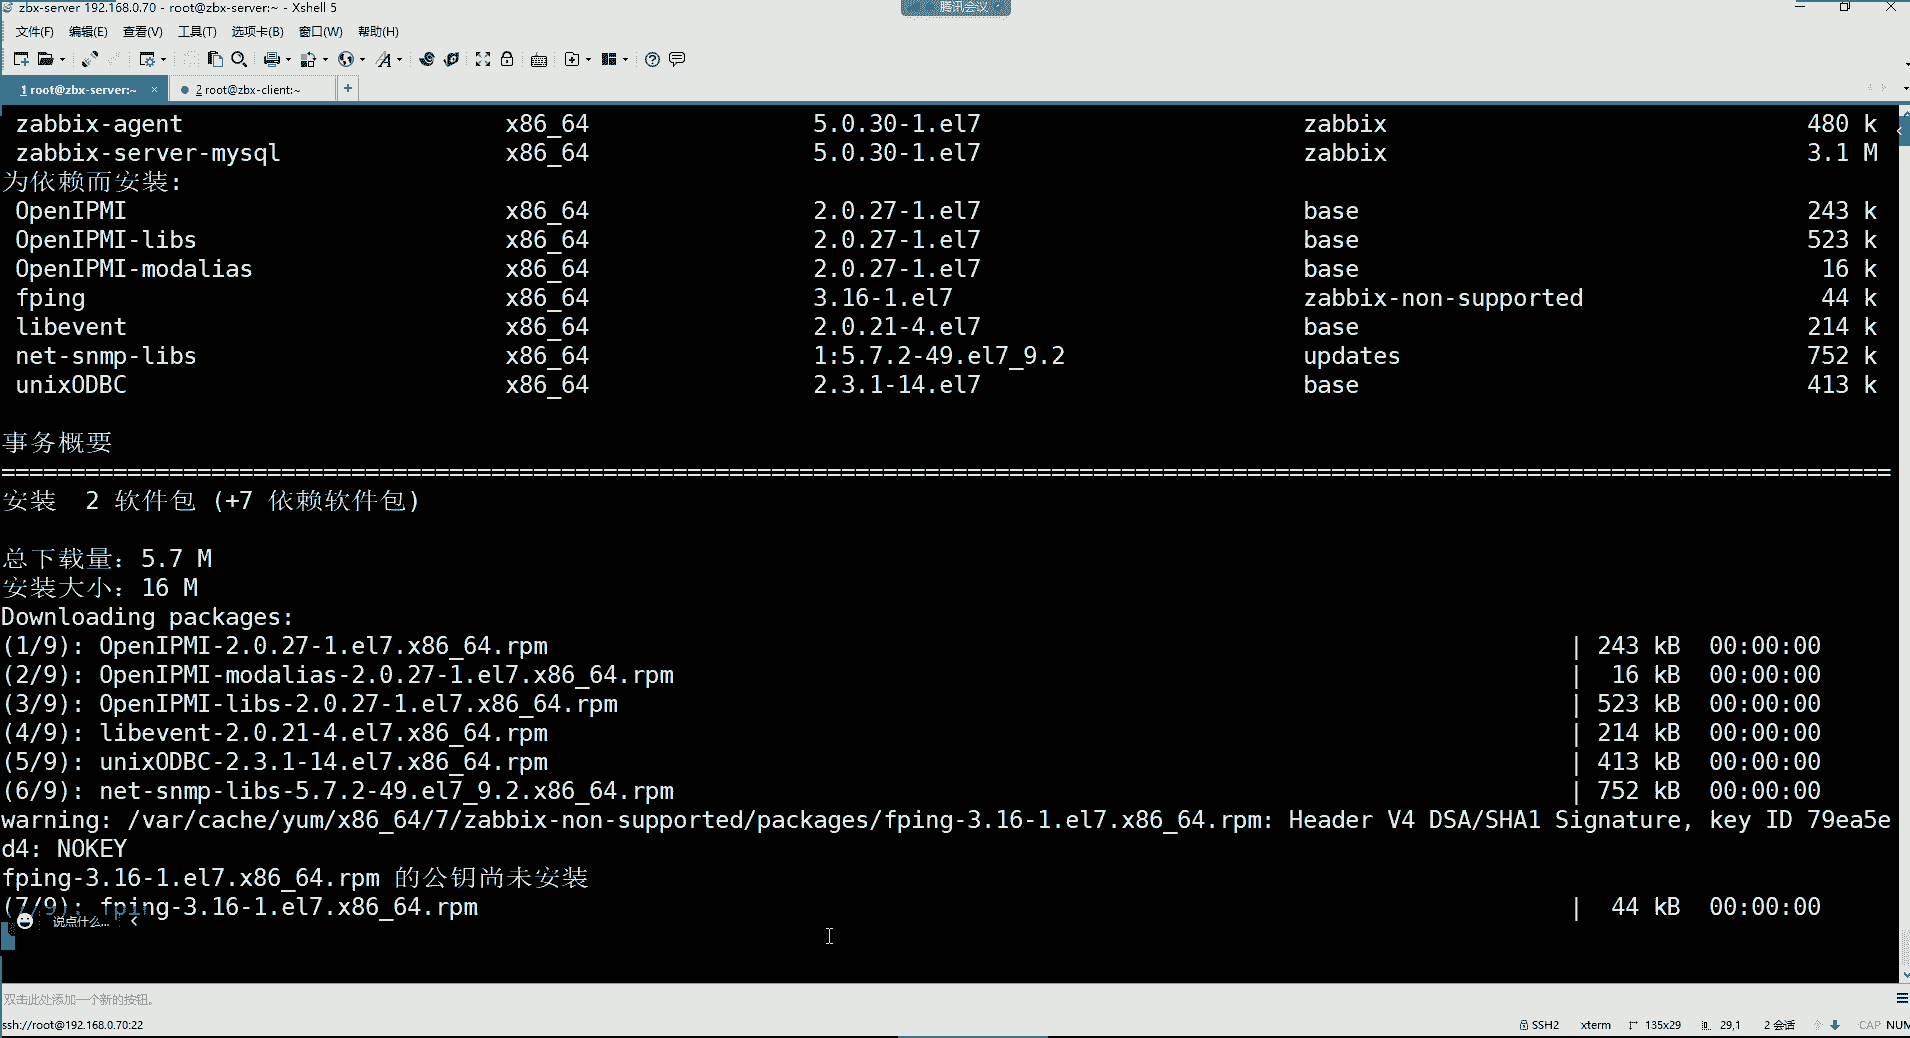 zbx-server 192.168.0.70 - root@zbx-server:~ - Xshell 5
腾讯会议
文件(F) 编辑(E) 查看(V) 工具(T) 选项卡(B) 窗口(W) 帮助(H)
1 root@zbx-server:~ × 2 root@zbx-client:~ +
zabbix-agent x86_64 5.0.30-1.el7 zabbix 480 k
zabbix-server-mysql x86_64 5.0.30-1.el7 zabbix 3.1 M
为依赖而安装:
OpenIPMI x86_64 2.0.27-1.el7 base 243 k
OpenIPMI-libs x86_64 2.0.27-1.el7 base 523 k
OpenIPMI-modalias x86_64 2.0.27-1.el7 base 16 k
fping x86_64 3.16-1.el7 zabbix-non-supported 44 k
libevent x86_64 2.0.21-4.el7 base 214 k
net-snmp-libs x86_64 1:5.7.2-49.el7_9.2 updates 752 k
unixODBC x86_64 2.3.1-14.el7 base 413 k
事务概要
=======================================================================================================================================
安装 2 软件包 (+7 依赖软件包)
总下载量：5.7 M
安装大小：16 M
Downloading packages:
(1/9): OpenIPMI-2.0.27-1.el7.x86_64.rpm | 243 kB 00:00:00
(2/9): OpenIPMI-modalias-2.0.27-1.el7.x86_64.rpm | 16 kB 00:00:00
(3/9): OpenIPMI-libs-2.0.27-1.el7.x86_64.rpm | 523 kB 00:00:00
(4/9): libevent-2.0.21-4.el7.x86_64.rpm | 214 kB 00:00:00
(5/9): unixODBC-2.3.1-14.el7.x86_64.rpm | 413 kB 00:00:00
(6/9): net-snmp-libs-5.7.2-49.el7_9.2.x86_64.rpm | 752 kB 00:00:00
warning: /var/cache/yum/x86_64/7/zabbix-non-supported/packages/fping-3.16-1.el7.x86_64.rpm: Header V4 DSA/SHA1 Signature, key ID 79ea5e
d4: NOKEY
fping-3.16-1.el7.x86_64.rpm 的公钥尚未安装
(7/9): fping-3.16-1.el7.x86_64.rpm | 44 kB 00:00:00
说点什么...
双击此处添加一个新的按钮。
ssh://root@192.168.0.70:22 SSH2 xterm 135x29 29,1 2 会话 CAP NUM